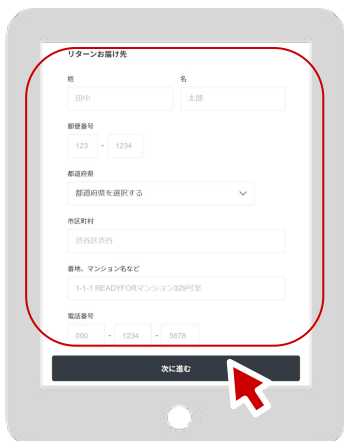 リターンお届け先
姓 名
田中 太郎
郵便番号
123 - 1234
都道府県
都道府県を選択する
市区町村
渋谷区渋谷
番地、マンション名など
1-1-1 READYFORマンション329号室
電話番号
090 - 1234 - 5678
次に進む